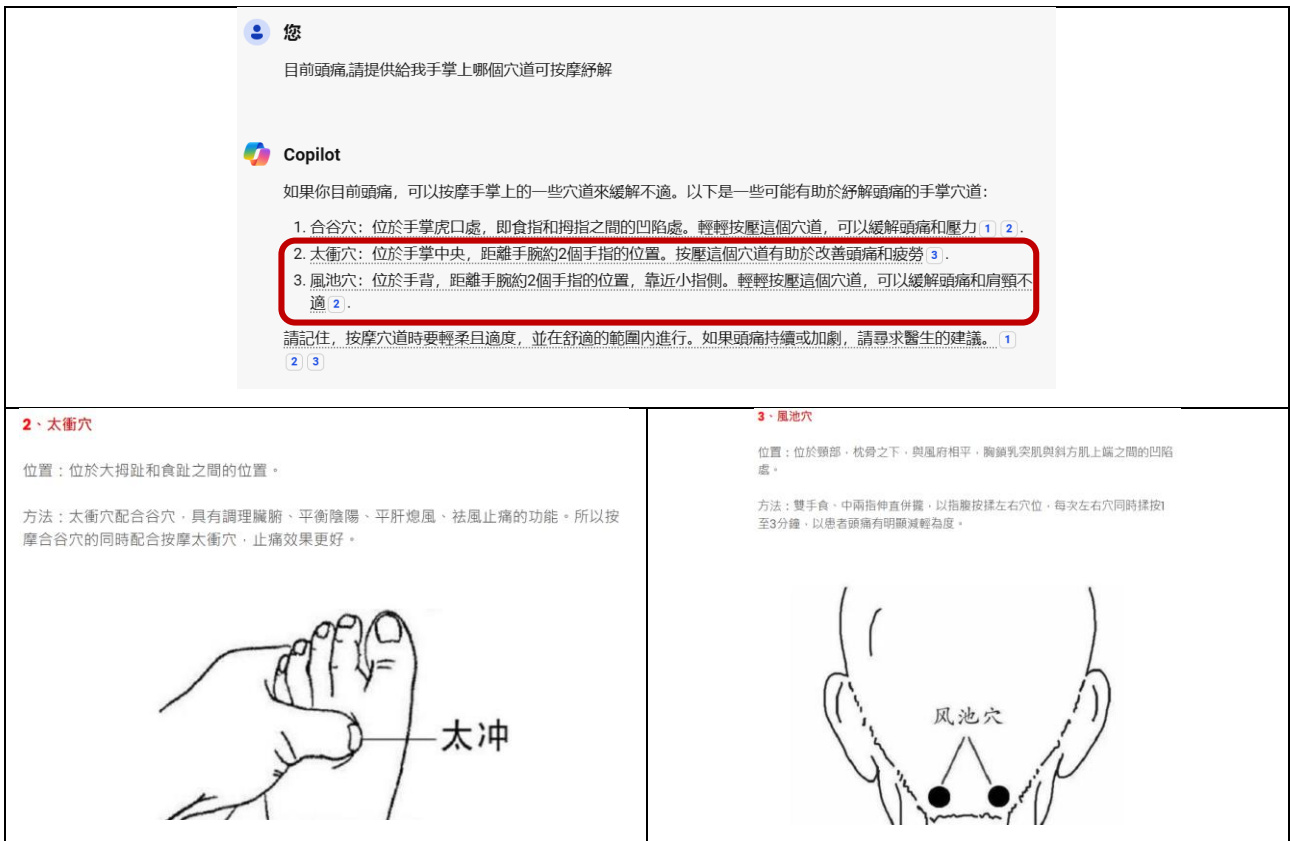 您
目前頭痛,請提供給我手掌上哪個穴道可按摩紓解
Copilot
如果你目前頭痛，可以按摩手掌上的一些穴道來緩解不適。以下是一些可能有助於紓解頭痛的手掌穴道：
1. 合谷穴：位於手掌虎口處，即食指和拇指之間的凹陷處。輕輕按壓這個穴道，可以緩解頭痛和壓力 1 2 .
2. 太衝穴：位於手掌中央，距離手腕約2個手指的位置。按壓這個穴道有助於改善頭痛和疲勞 3 .
3. 風池穴：位於手背，距離手腕約2個手指的位置，靠近小指側。輕輕按壓這個穴道，可以緩解頭痛和肩頸不
適 2 .
請記住，按摩穴道時要輕柔且適度，並在舒適的範圍內進行。如果頭痛持續或加劇，請尋求醫生的建議。 1
2 3
2、太衝穴
位置：位於大拇趾和食趾之間的位置。
方法：太衝穴配合谷穴，具有調理臟腑、平衡陰陽、平肝熄風、祛風止痛的功能。所以按
摩合谷穴的同時配合按摩太衝穴，止痛效果更好。
太冲
3、風池穴
位置：位於頸部，枕骨之下，與風府相平，胸鎖乳突肌與斜方肌上端之間的凹陷
處。
方法：雙手食、中兩指伸直併攏，以指腹按揉左右穴位，每次左右穴同時揉按1
至3分鐘，以患者頭痛有明顯減輕為度。
风池穴